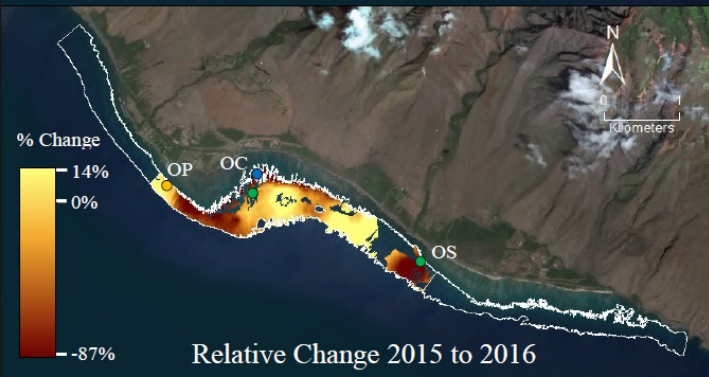 N
0 1
Kilometers
% Change
14%
0%
-87%
OP
OC
OS
Relative Change 2015 to 2016